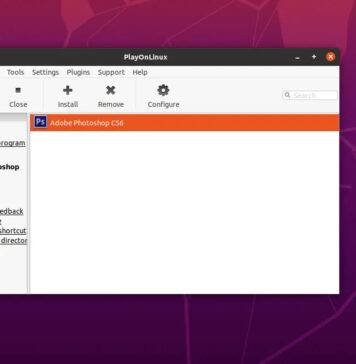 PlayOnLinux
Tools Settings Plugins Support Help
Close Install Remove Configure
Search
Ps Adobe Photoshop CS6
program
oshop
edback
shortcut
director